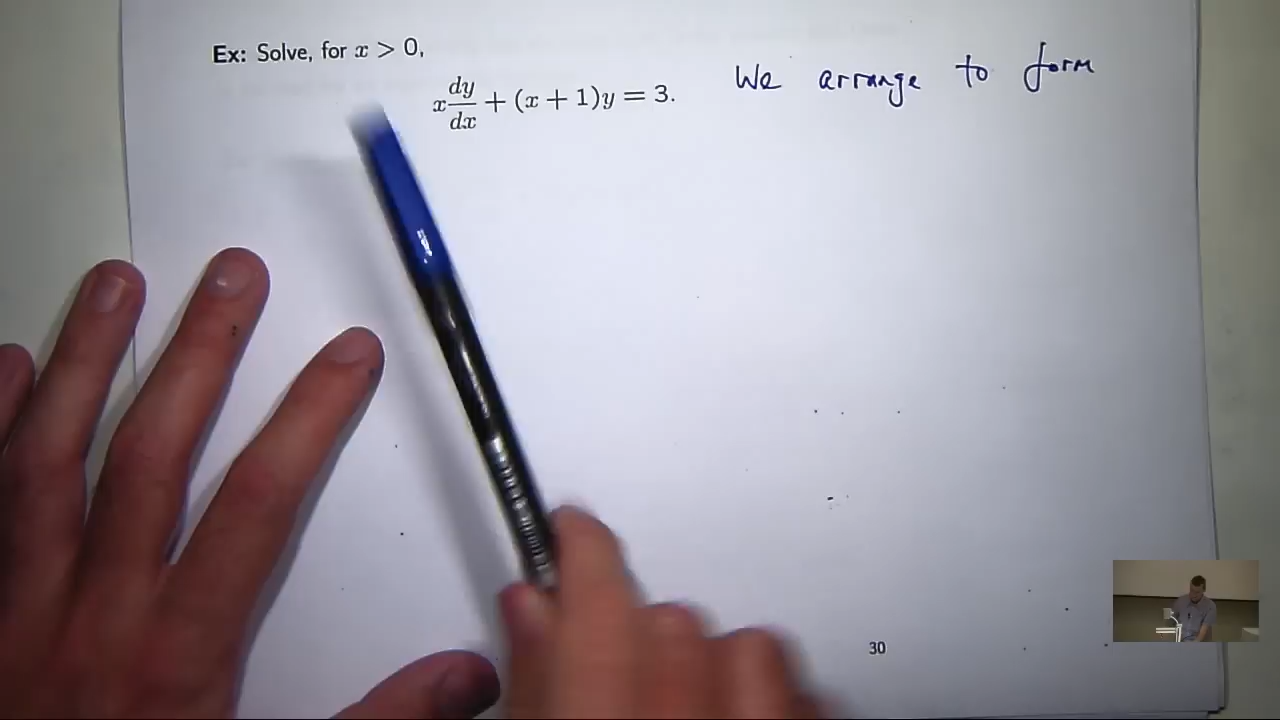 Ex: Solve, for x > 0,
x dy/dx + (x + 1)y = 3.
We arrange to form
30